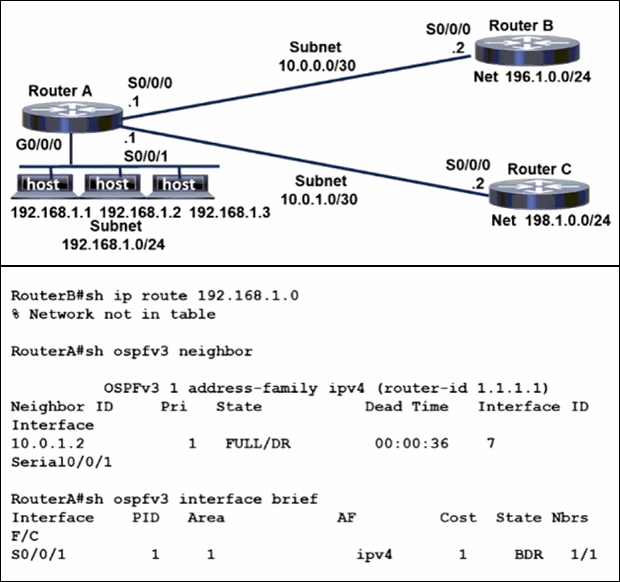 S0/0/0
Router B
.2
Subnet
10.0.0.0/30
Net 196.1.0.0/24
Router A
S0/0/0
.1
G0/0/0
.1
S0/0/1
host host host
S0/0/0
Router C
.2
Subnet
10.0.1.0/30
Net 198.1.0.0/24
192.168.1.1 192.168.1.2 192.168.1.3
Subnet
192.168.1.0/24
RouterB#sh ip route 192.168.1.0
% Network not in table
RouterA#sh ospfv3 neighbor
OSPFv3 1 address-family ipv4 (router-id 1.1.1.1)
Neighbor ID Pri State Dead Time Interface ID
Interface
10.0.1.2 1 FULL/DR 00:00:36 7
Serial0/0/1
RouterA#sh ospfv3 interface brief
Interface PID Area AF Cost State Nbrs
F/C
S0/0/1 1 1 ipv4 1 BDR 1/1